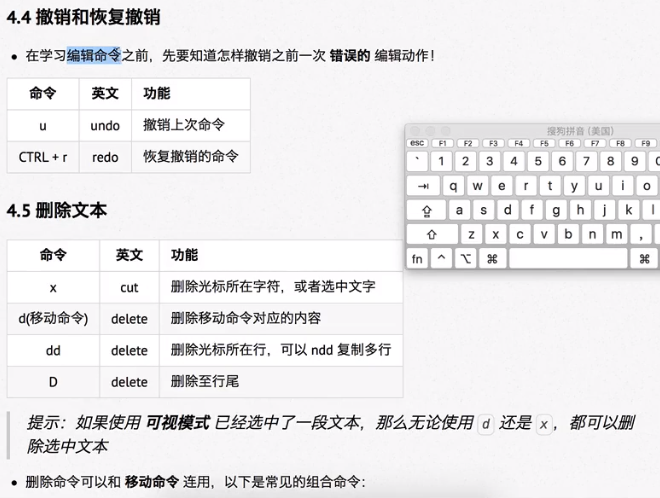 4.4 撤销和恢复撤销
• 在学习编辑命令之前，先要知道怎样撤销之前一次 错误的 编辑动作！
命令 英文 功能
u undo 撤销上次命令
CTRL + r redo 恢复撤销的命令
搜狗拼音 (美国)
esc F1 F2 F3 F4 F5 F6 F7 F8 F9
` 1 2 3 4 5 6 7 8 9
⇥ q w e r t y u i o
⇪ a s d f g h j k l
⇧ z x c v b n m ,
fn ^ ⌥ ⌘ ⌘
4.5 删除文本
命令 英文 功能
x cut 删除光标所在字符，或者选中文字
d(移动命令) delete 删除移动命令对应的内容
dd delete 删除光标所在行，可以 ndd 复制多行
D delete 删除至行尾
提示：如果使用 可视模式 已经选中了一段文本，那么无论使用 d 还是 x ，都可以删
除选中文本
• 删除命令可以和 移动命令 连用，以下是常见的组合命令：